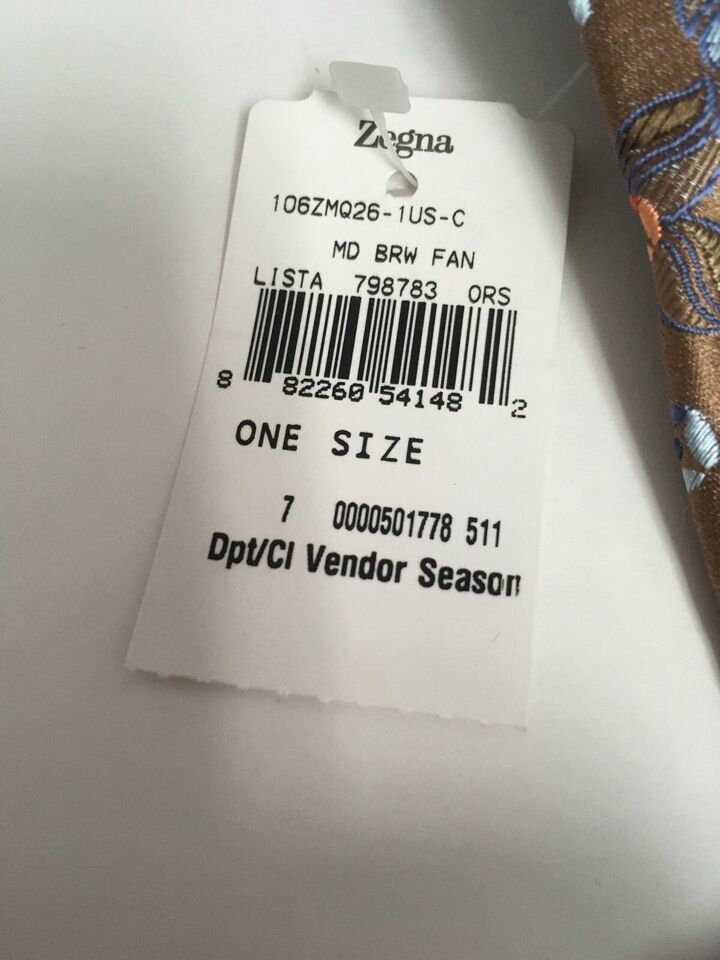 Zegna
106ZMQ26-1US-C
MD BRW FAN
LISTA 798783 ORS
8 82260 54148 2
ONE SIZE
7 0000501778 511
Dpt/Cl Vendor Season